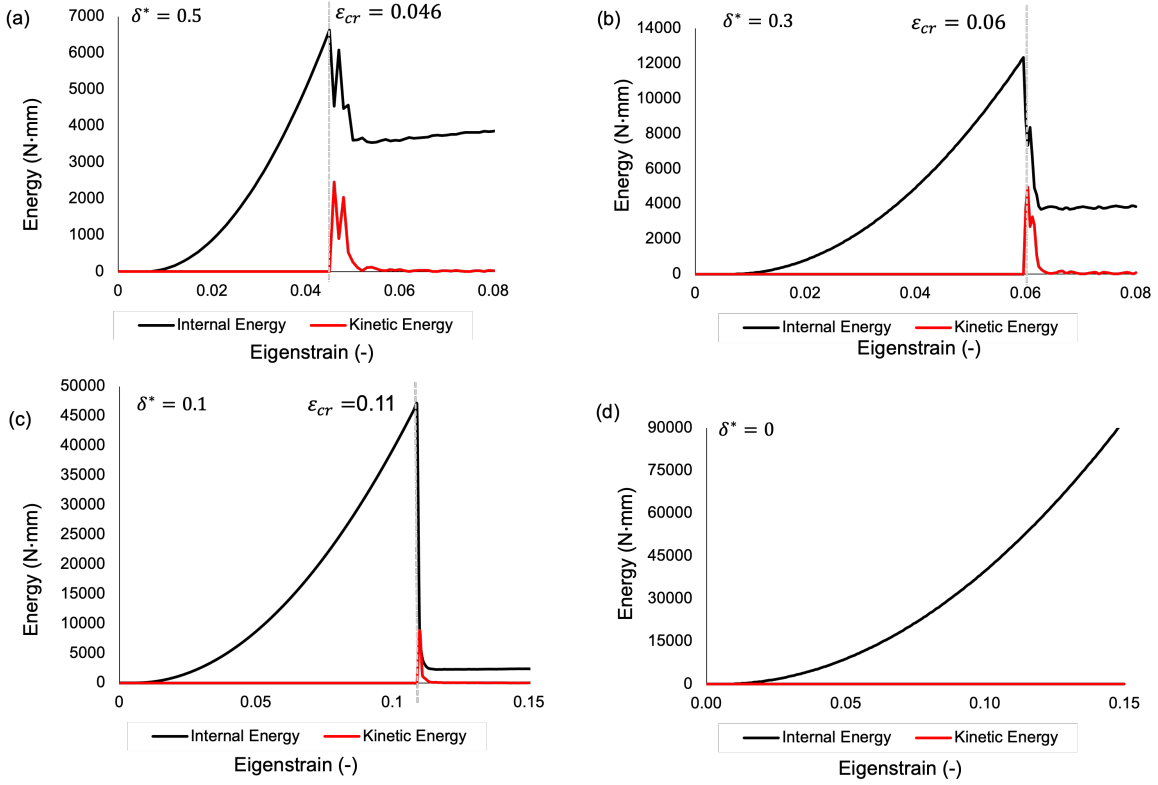 (a)
δ* = 0.5
ε_cr = 0.046
7000
6000
5000
4000
3000
2000
1000
0
Energy (N·mm)
0 0.02 0.04 0.06 0.08
Internal Energy Kinetic Energy
Eigenstrain (-)
(b)
δ* = 0.3
ε_cr = 0.06
14000
12000
10000
8000
6000
4000
2000
0
Energy (N·mm)
0 0.02 0.04 0.06 0.08
Internal Energy Kinetic Energy
Eigenstrain (-)
(c)
δ* = 0.1
ε_cr =0.11
50000
45000
40000
35000
30000
25000
20000
15000
10000
5000
0
Energy (N·mm)
0 0.05 0.1 0.15
Internal Energy Kinetic Energy
Eigenstrain (-)
(d)
δ* = 0
90000
75000
60000
45000
30000
15000
0
Energy (N·mm)
0.00 0.05 0.10 0.15
Internal Energy Kinetic Energy
Eigenstrain (-)